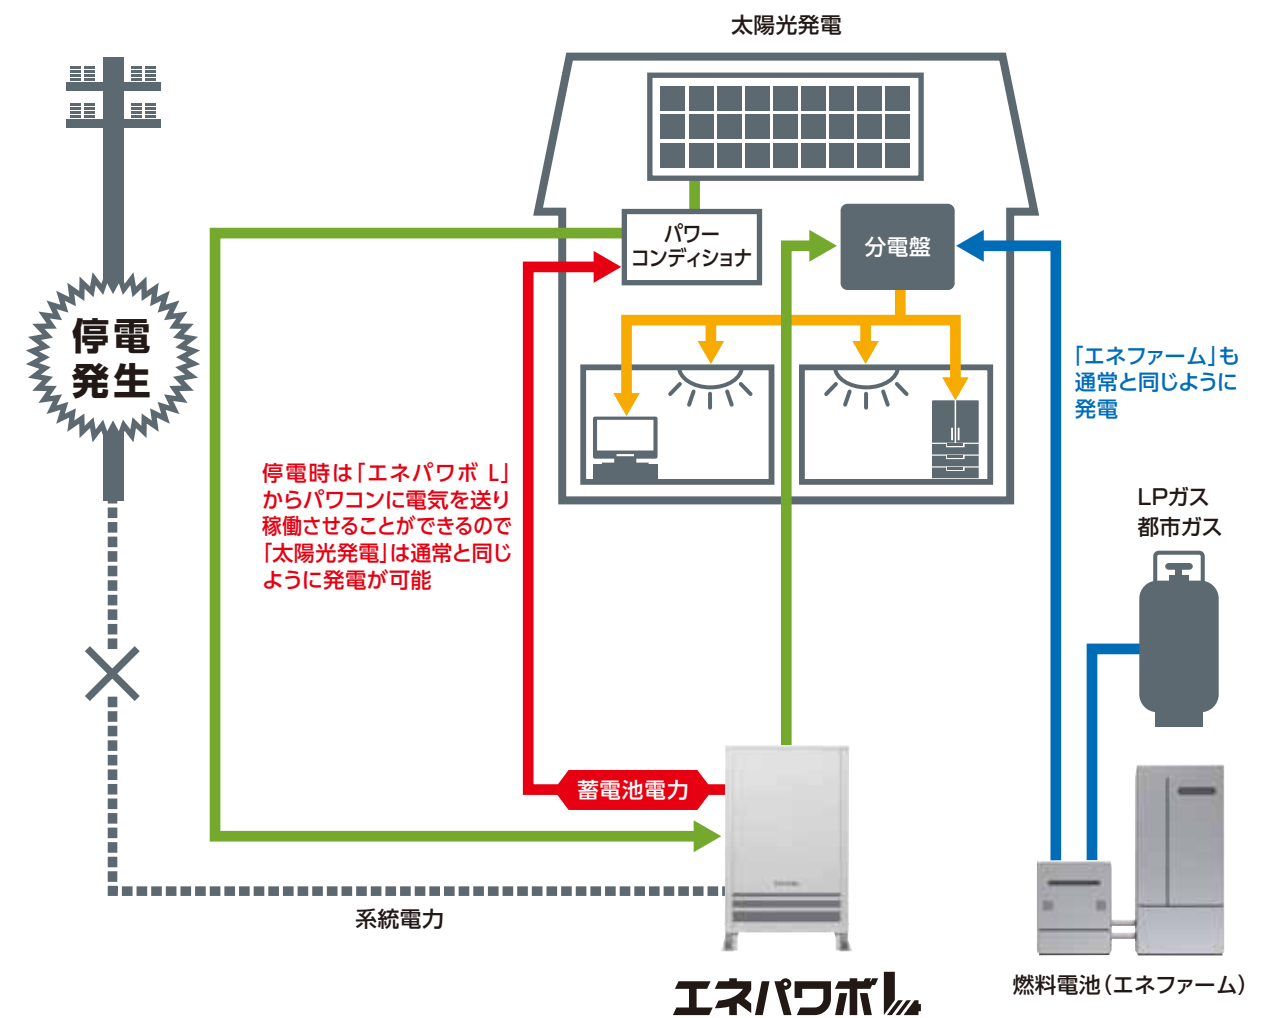 太陽光発電
パワー
コンディショナ
分電盤
停電
発生
「エネファーム」も
通常と同じように
発電
停電時は「エネパワボ L」
からパワコンに電気を送り
稼働させることができるので
「太陽光発電」は通常と同じ
ように発電が可能
LPガス
都市ガス
蓄電池電力
系統電力
エネパワボL
燃料電池（エネファーム）